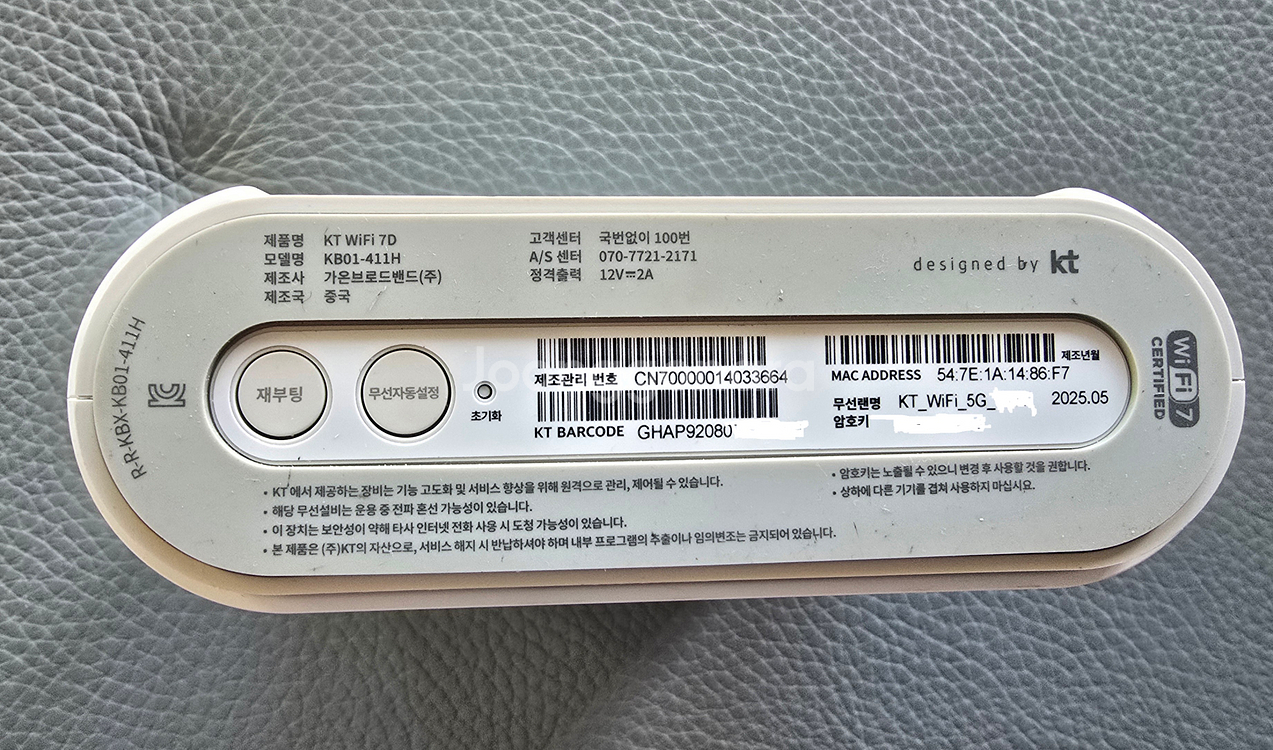 제품명 KT WiFi 7D
모델명 KB01-411H
제조사 가온브로드밴드(주)
제조국 중국
고객센터 국번없이 100번
A/S 센터 070-7721-2171
정격출력 12V⎓2A
designed by kt
R-R-KBX-KB01-411H
재부팅
무선자동설정
초기화
제조관리 번호 CN70000014033664
KT BARCODE GHAP92080
MAC ADDRESS 54:7E:1A:14:86:F7
제조년월
2025.05
무선랜명 KT_WiFi_5G_
암호키
WiFi 7
CERTIFIED
• KT 에서 제공하는 장비는 기능 고도화 및 서비스 향상을 위해 원격으로 관리, 제어될 수 있습니다.
• 해당 무선설비는 운용 중 전파 혼선 가능성이 있습니다.
• 이 장치는 보안성이 약해 타사 인터넷 전화 사용 시 도청 가능성이 있습니다.
• 본 제품은 (주)KT의 자산으로, 서비스 해지 시 반납하셔야 하며 내부 프로그램의 추출이나 임의변조는 금지되어 있습니다.
• 암호키는 노출될 수 있으니 변경 후 사용할 것을 권합니다.
• 상하에 다른 기기를 겹쳐 사용하지 마십시요.